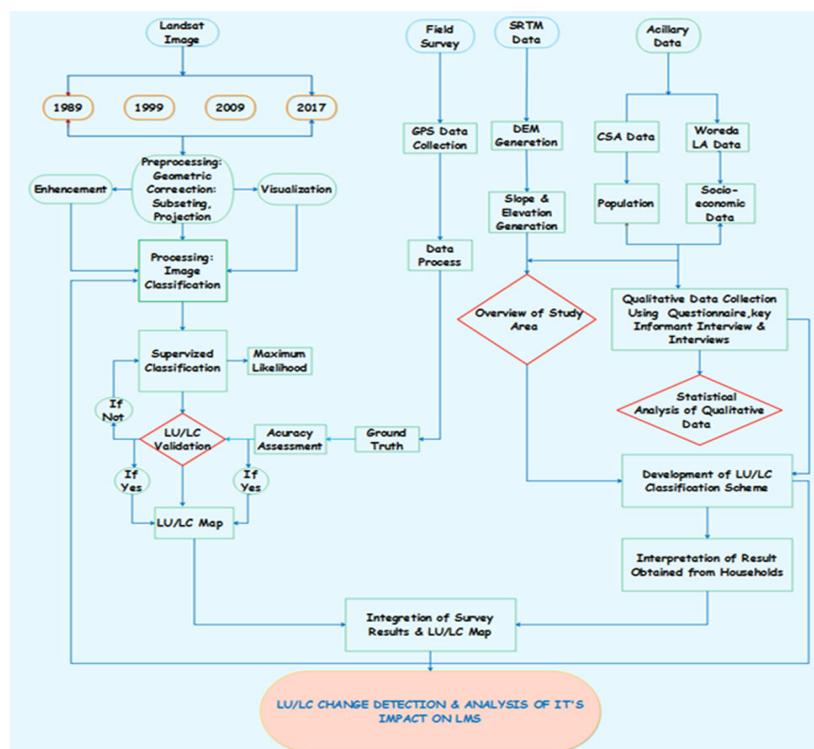 Landsat
Image
Field
Survey
SRTM
Data
Acillary
Data
1989
1999
2009
2017
GPS Data
Collection
DEM
Generetion
CSA Data
Woreda
LA Data
Preprocessing:
Geometric
Correection:
Subseting,
Projection
Enhencement
Visualization
Slope &
Elevation
Generation
Population
Socio-
economic
Data
Data
Process
Processing:
Image
Classification
Overview of Study
Area
Qualitative Data Collection
Using Questionnaire,key
Informant Interview &
Interviews
Supervized
Classification
Maximum
Likelihood
Statistical
Analysis of Qualitative
Data
If
Not
LU/LC
Validation
Acuracy
Assessment
Ground
Truth
If
Yes
If
Yes
Development of LU/LC
Classification Scheme
LU/LC Map
Interpretation of Result
Obtained from Households
Integretion of Survey
Results & LU/LC Map
LU/LC CHANGE DETECTION & ANALYSIS OF IT'S
IMPACT ON LMS